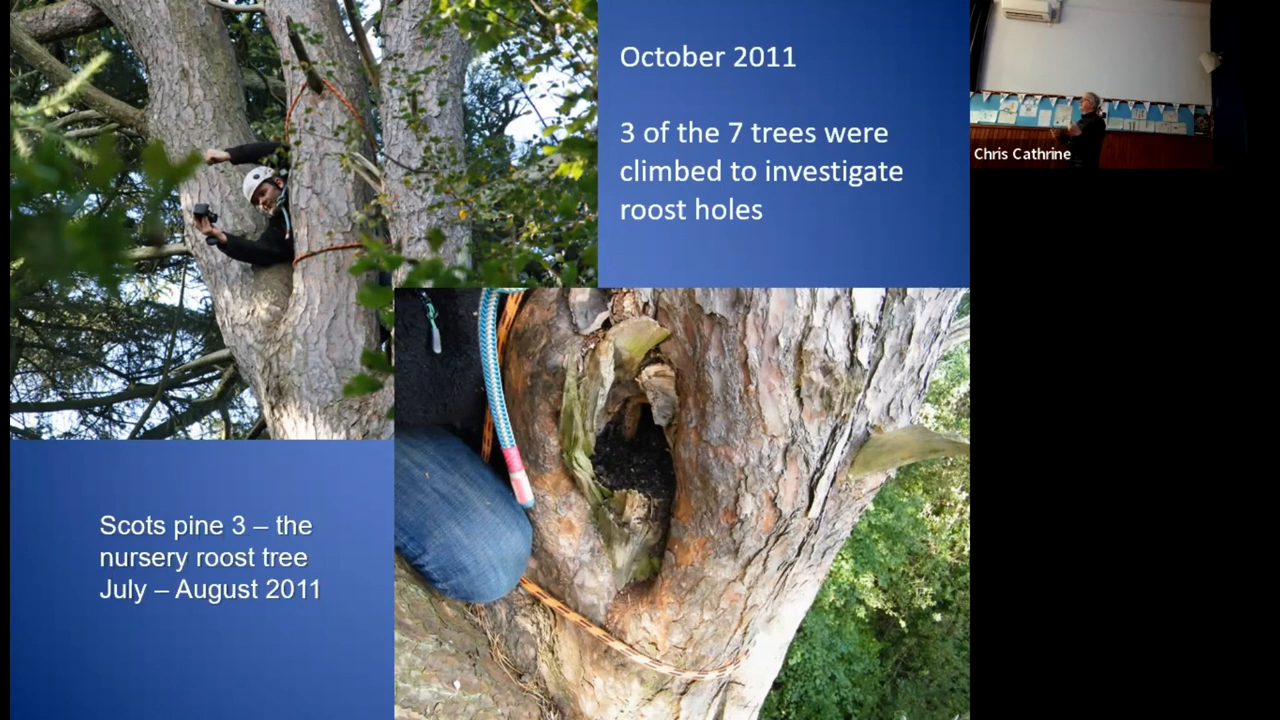 October 2011
3 of the 7 trees were
climbed to investigate
roost holes
Chris Cathrine
Scots pine 3 – the
nursery roost tree
July – August 2011